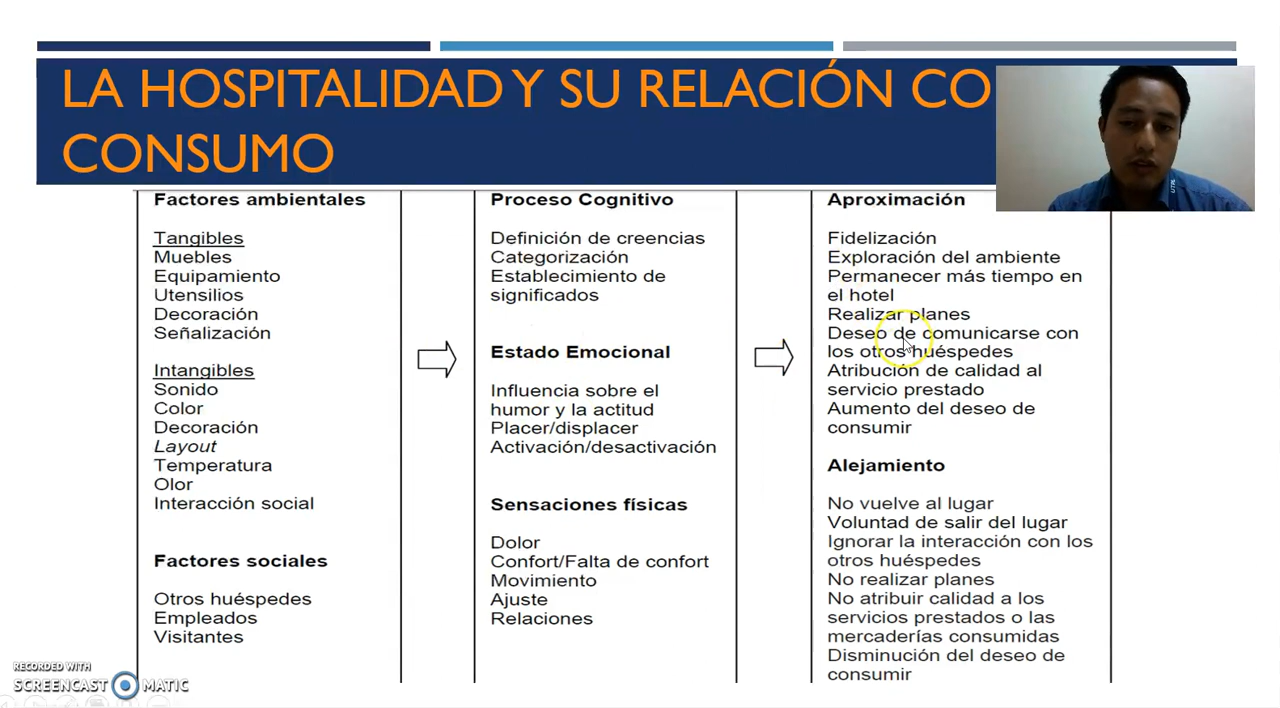 LA HOSPITALIDAD Y SU RELACIÓN CO
CONSUMO
Factores ambientales
Tangibles
Muebles
Equipamiento
Utensilios
Decoración
Señalización
Intangibles
Sonido
Color
Decoración
Layout
Temperatura
Olor
Interacción social
Factores sociales
Otros huéspedes
Empleados
Visitantes
Proceso Cognitivo
Definición de creencias
Categorización
Establecimiento de
significados
Estado Emocional
Influencia sobre el
humor y la actitud
Placer/displacer
Activación/desactivación
Sensaciones físicas
Dolor
Confort/Falta de confort
Movimiento
Ajuste
Relaciones
Aproximación
Fidelización
Exploración del ambiente
Permanecer más tiempo en
el hotel
Realizar planes
Deseo de comunicarse con
los otros huéspedes
Atribución de calidad al
servicio prestado
Aumento del deseo de
consumir
Alejamiento
No vuelve al lugar
Voluntad de salir del lugar
Ignorar la interacción con los
otros huéspedes
No realizar planes
No atribuir calidad a los
servicios prestados o las
mercaderías consumidas
Disminución del deseo de
consumir
UTPL
RECORDED WITH
SCREENCAST MATIC